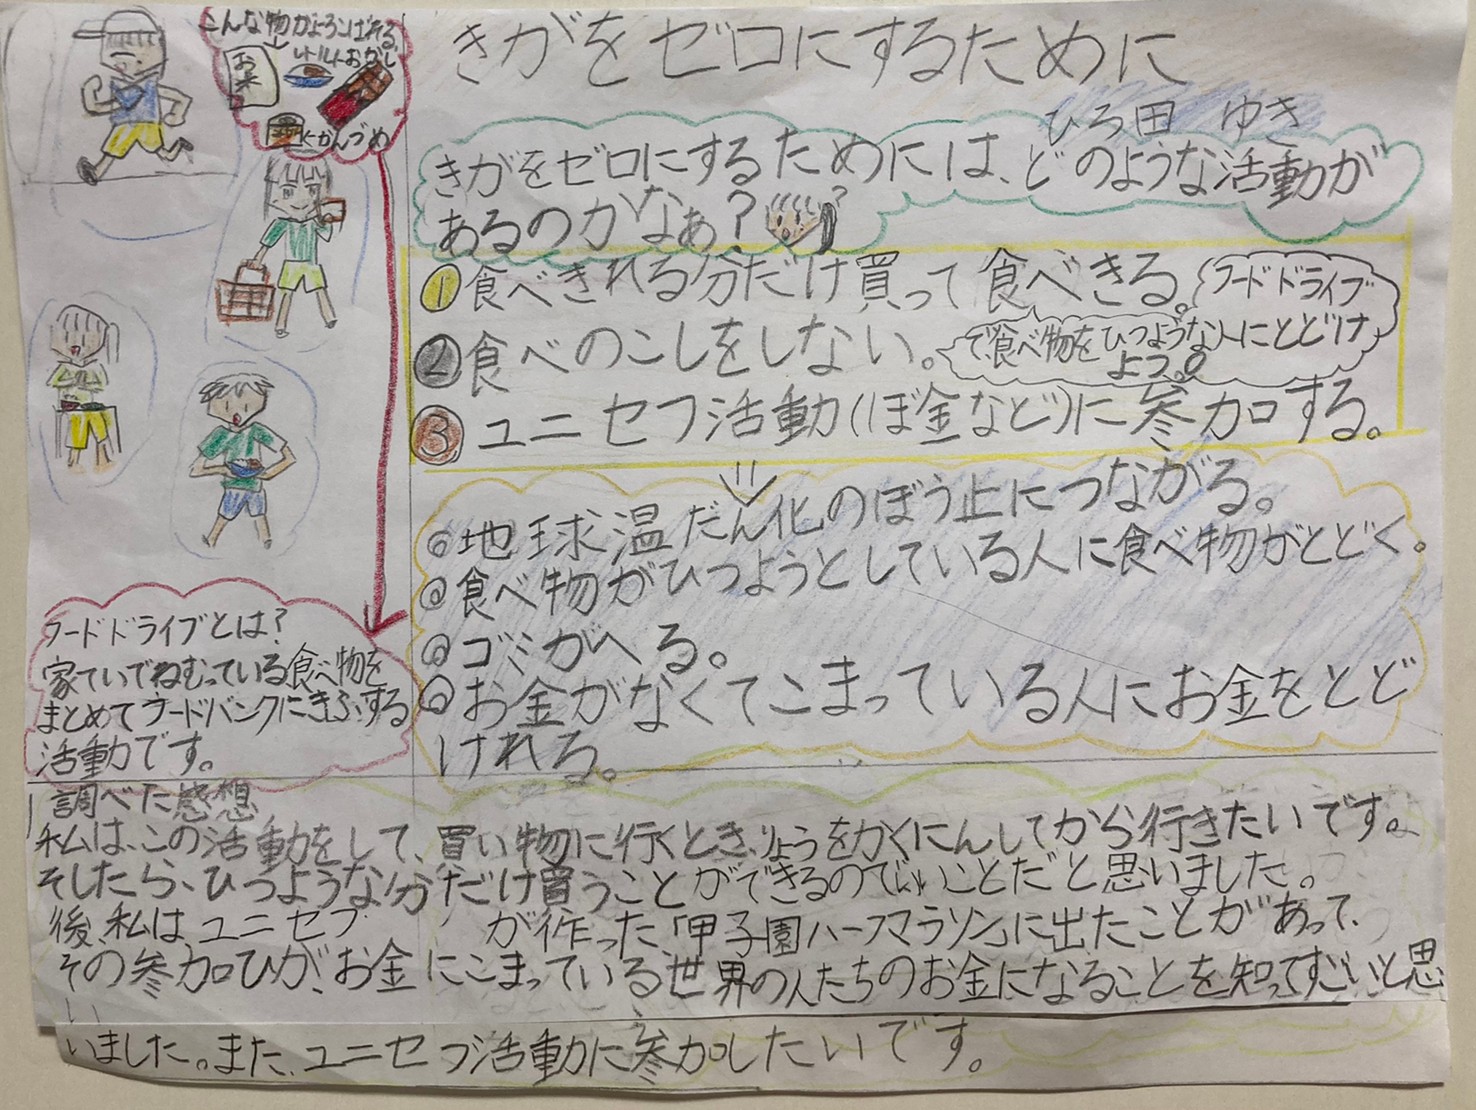 きがをゼロにするために
ひろ田 ゆき
こんな物がよろこばれる
お米
レトルト
おかし
←かんづめ
きがをゼロにするためには、どのような活動が
あるのかなぁ?
?
①食べきれる分だけ買って食べきる。
②食べのこしをしない。
③ユニセフ活動(ぼ金など)に参加する。
フードドライブ
で食べ物をひつような人にとどけ
よう。
◎地球温だん化のぼう止につながる。
◎食べ物がひつようとしている人に食べ物がとどく。
◎ゴミがへる。
◎お金がなくてこまっている人にお金をとど
けれる。
フードドライブとは?
家ていでねむっている食べ物を
まとめてフードバンクにきふする
活動です。
調べた感想
私は、この活動をして、買い物に行くとき、りょうをかくにんしてから行きたいです。
そしたら、ひつような分だけ買うことができるのでいいことだと思いました。
後、私は、ユニセフ が作った「甲子園ハーフマラソン」に出たことがあって、
その参加ひが、お金にこまっている世界の人たちのお金になることを知ってすごいと思
いました。また、ユニセフ活動に参加したいです。